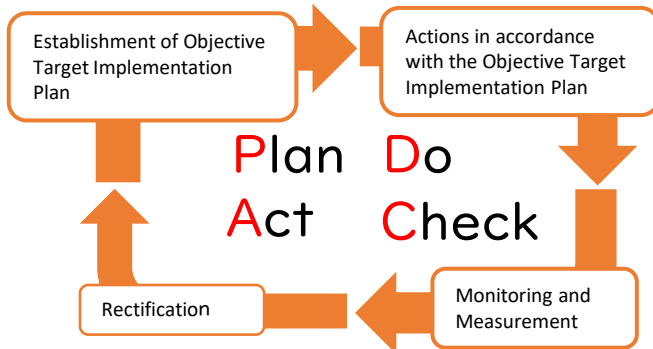 Establishment of Objective
Target Implementation
Plan
Actions in accordance
with the Objective Target
Implementation Plan
Plan Do
Act Check
Rectification
Monitoring and
Measurement